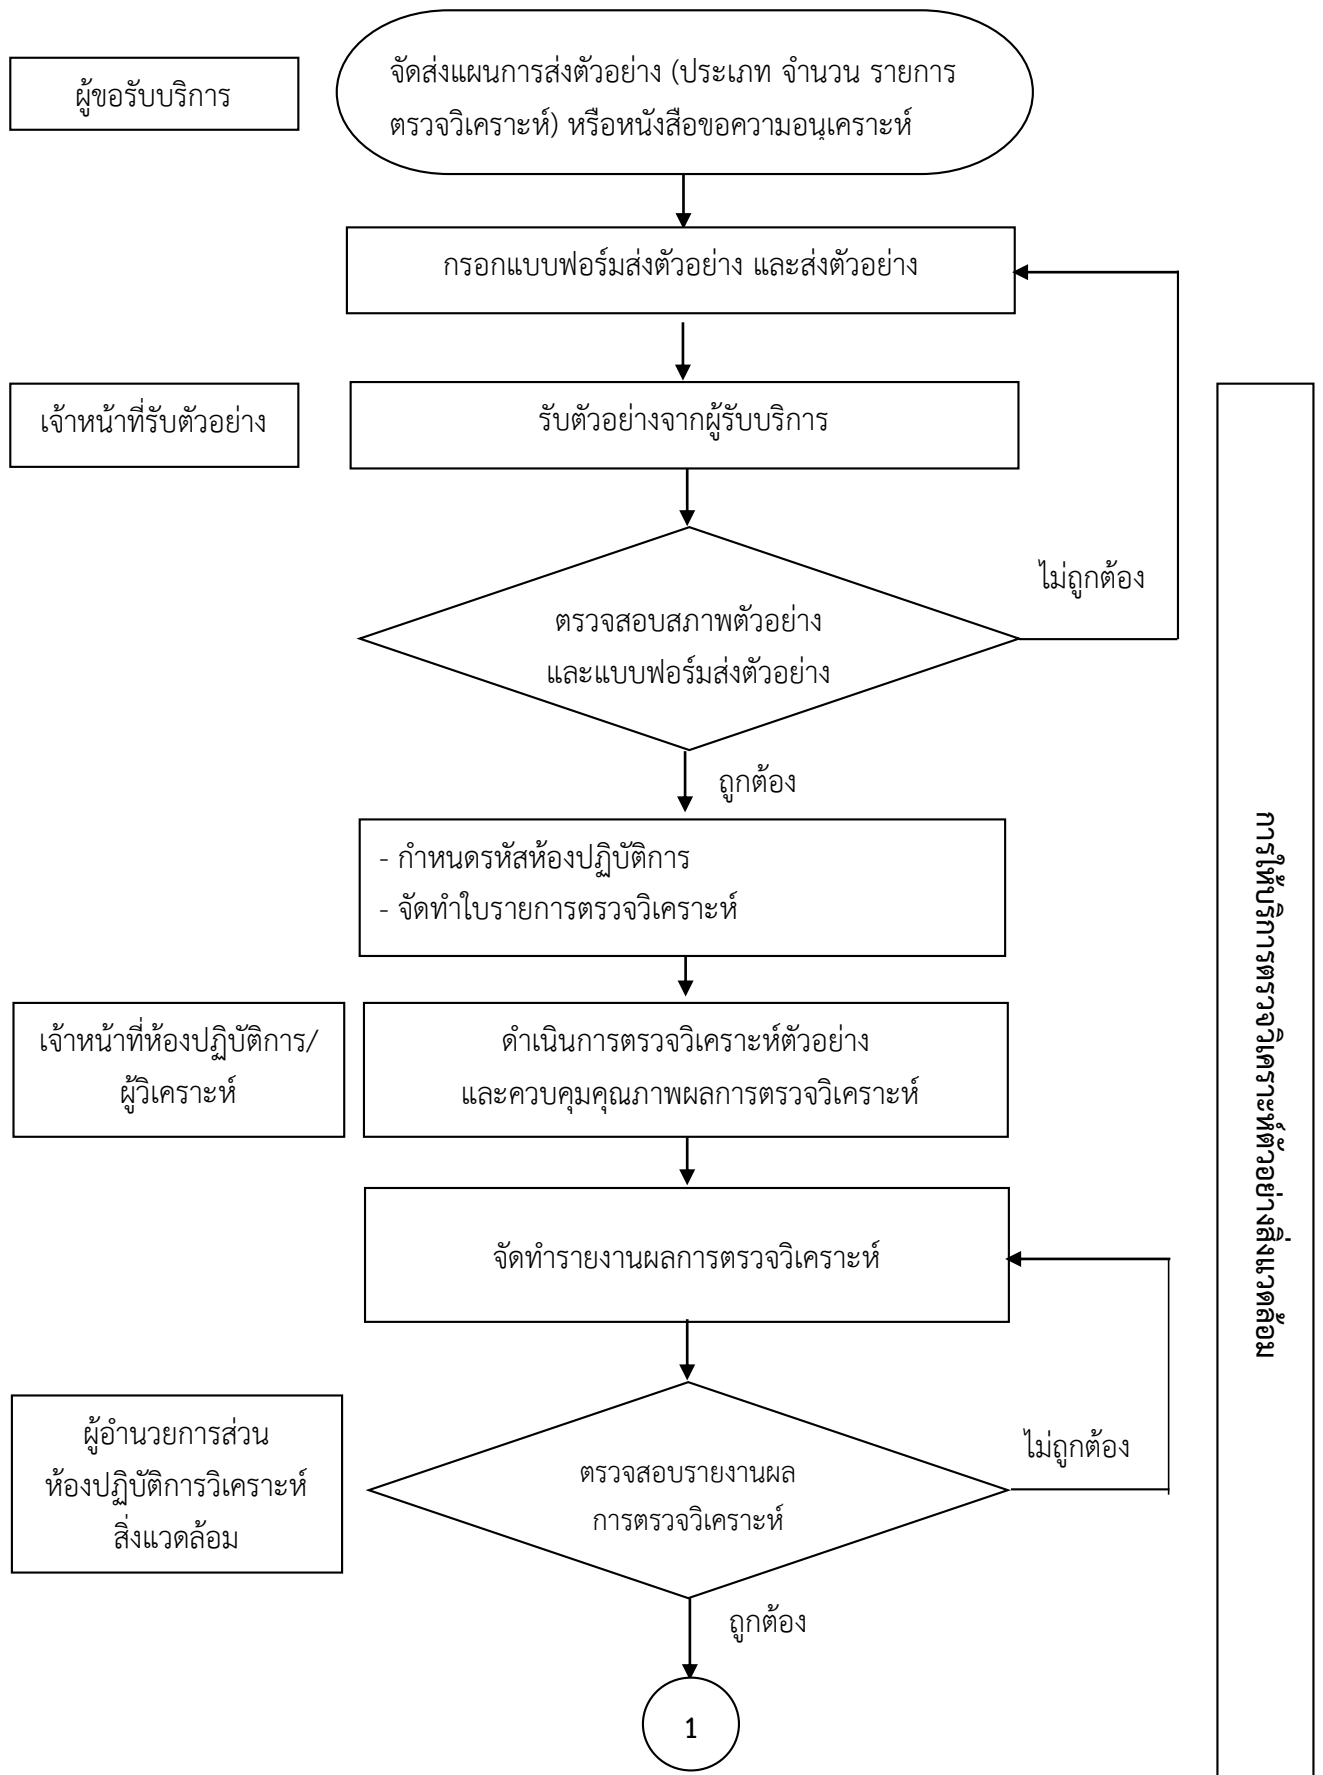 ผู้ขอรับบริการ
จัดส่งแผนการส่งตัวอย่าง (ประเภท จำนวน รายการ
ตรวจวิเคราะห์) หรือหนังสือขอความอนุเคราะห์
กรอกแบบฟอร์มส่งตัวอย่าง และส่งตัวอย่าง
เจ้าหน้าที่รับตัวอย่าง
รับตัวอย่างจากผู้รับบริการ
ไม่ถูกต้อง
ตรวจสอบสภาพตัวอย่าง
และแบบฟอร์มส่งตัวอย่าง
ถูกต้อง
- กำหนดรหัสห้องปฏิบัติการ
- จัดทำใบรายการตรวจวิเคราะห์
เจ้าหน้าที่ห้องปฏิบัติการ/
ผู้วิเคราะห์
ดำเนินการตรวจวิเคราะห์ตัวอย่าง
และควบคุมคุณภาพผลการตรวจวิเคราะห์
จัดทำรายงานผลการตรวจวิเคราะห์
ผู้อำนวยการส่วน
ห้องปฏิบัติการวิเคราะห์
สิ่งแวดล้อม
ไม่ถูกต้อง
ตรวจสอบรายงานผล
การตรวจวิเคราะห์
ถูกต้อง
1
การให้บริการตรวจวิเคราะห์ตัวอย่างสิ่งแวดล้อม